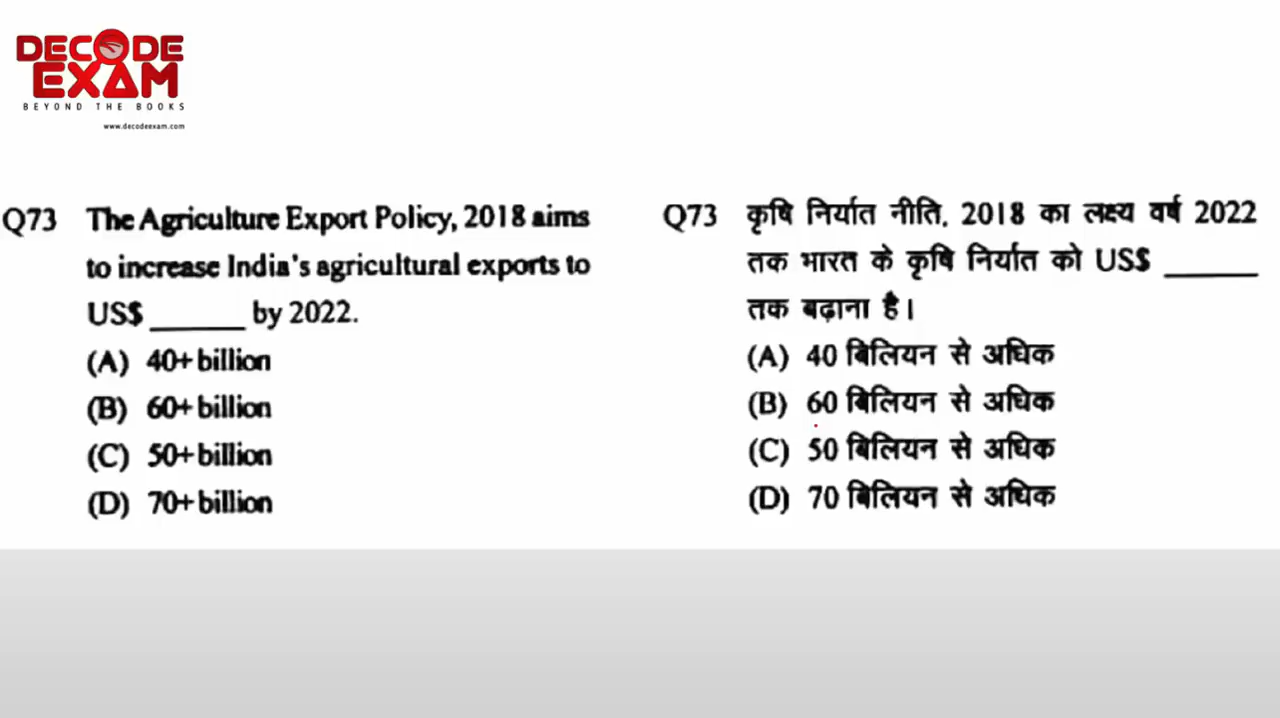 DECODE
EXAM
BEYOND THE BOOKS
www.decodeexam.com
Q73 The Agriculture Export Policy, 2018 aims
to increase India's agricultural exports to
US$ ______ by 2022.
(A) 40+ billion
(B) 60+ billion
(C) 50+ billion
(D) 70+ billion
Q73 कृषि निर्यात नीति, 2018 का लक्ष्य वर्ष 2022
तक भारत के कृषि निर्यात को US$ ______
तक बढ़ाना है।
(A) 40 बिलियन से अधिक
(B) 60 बिलियन से अधिक
(C) 50 बिलियन से अधिक
(D) 70 बिलियन से अधिक